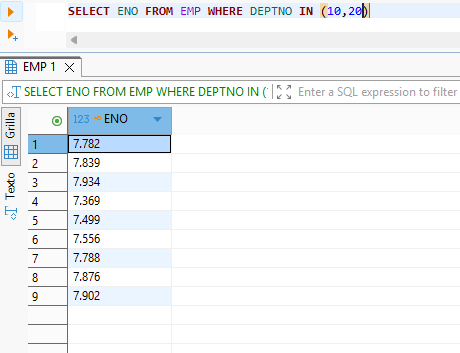 SELECT ENO FROM EMP WHERE DEPTNO IN (10,20)
EMP 1
SELECT ENO FROM EMP WHERE DEPTNO IN (
Enter a SQL expression to filter
Grilla
Texto
123 ENO
1 7.782
2 7.839
3 7.934
4 7.369
5 7.499
6 7.556
7 7.788
8 7.876
9 7.902